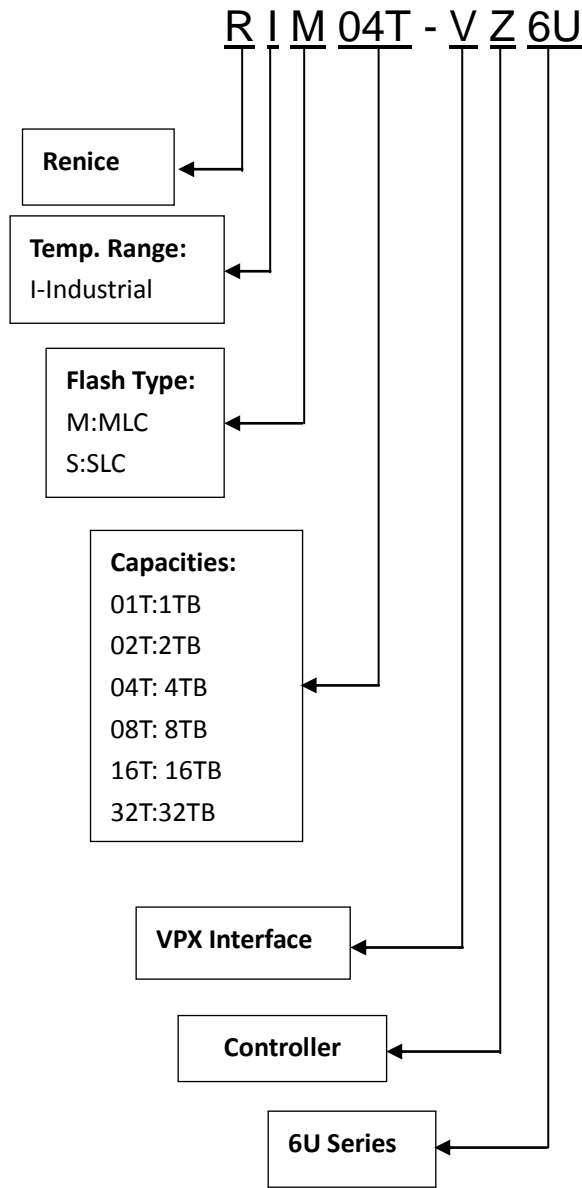 R I M 04T - V Z 6U
Renice
Temp. Range:
I-Industrial
Flash Type:
M:MLC
S:SLC
Capacities:
01T:1TB
02T:2TB
04T: 4TB
08T: 8TB
16T: 16TB
32T:32TB
VPX Interface
Controller
6U Series